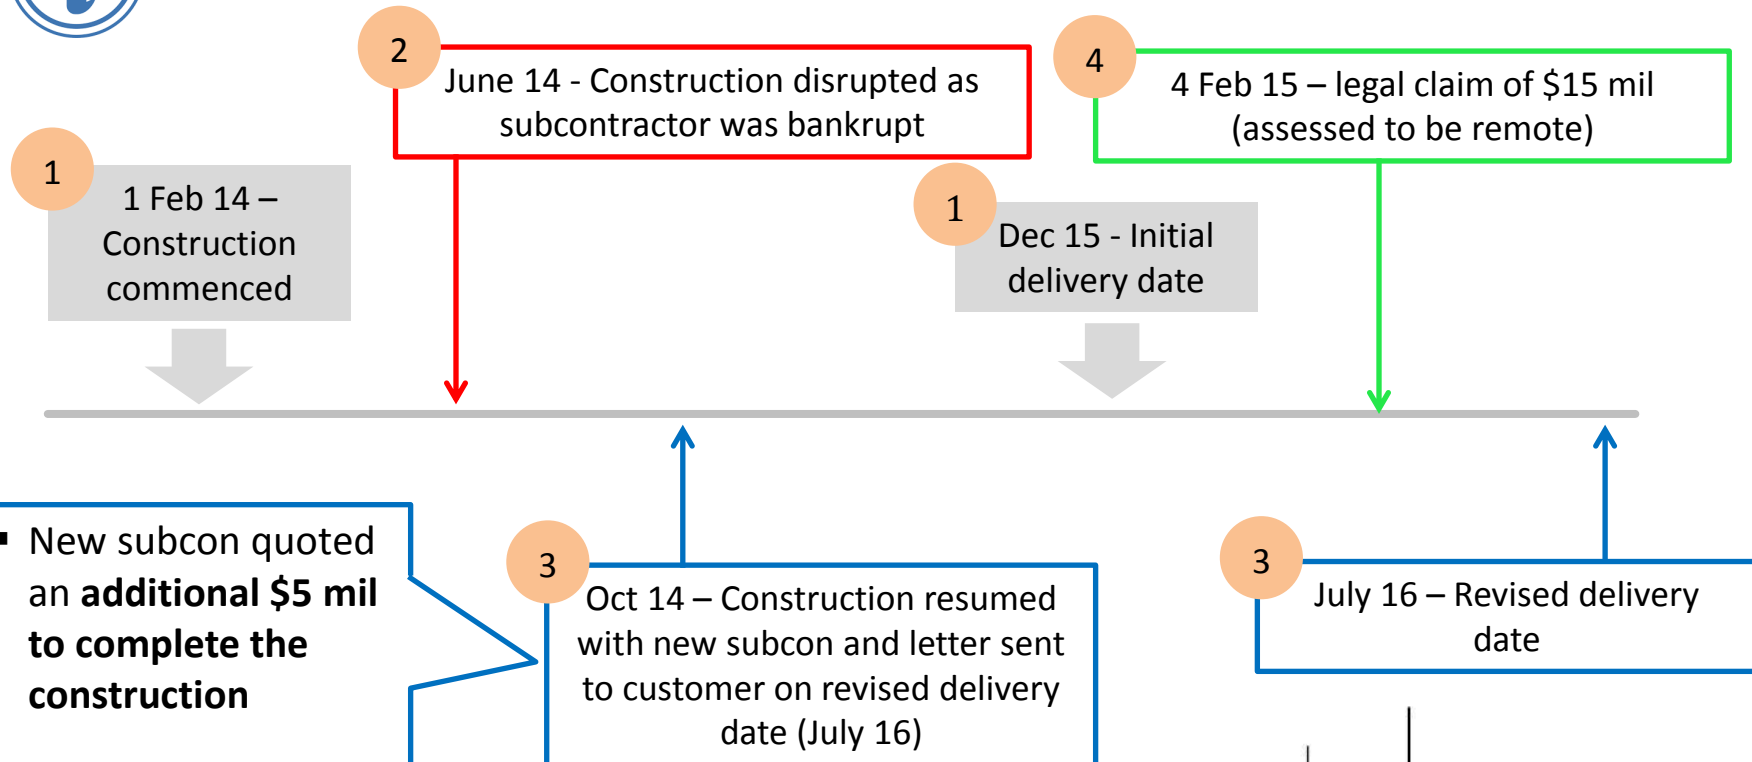 2
June 14 - Construction disrupted as
subcontractor was bankrupt
4
4 Feb 15 – legal claim of $15 mil
(assessed to be remote)
1
1 Feb 14 –
Construction
commenced
1
Dec 15 - Initial
delivery date
▪ New subcon quoted
an additional $5 mil
to complete the
construction
3
Oct 14 – Construction resumed
with new subcon and letter sent
to customer on revised delivery
date (July 16)
3
July 16 – Revised delivery
date